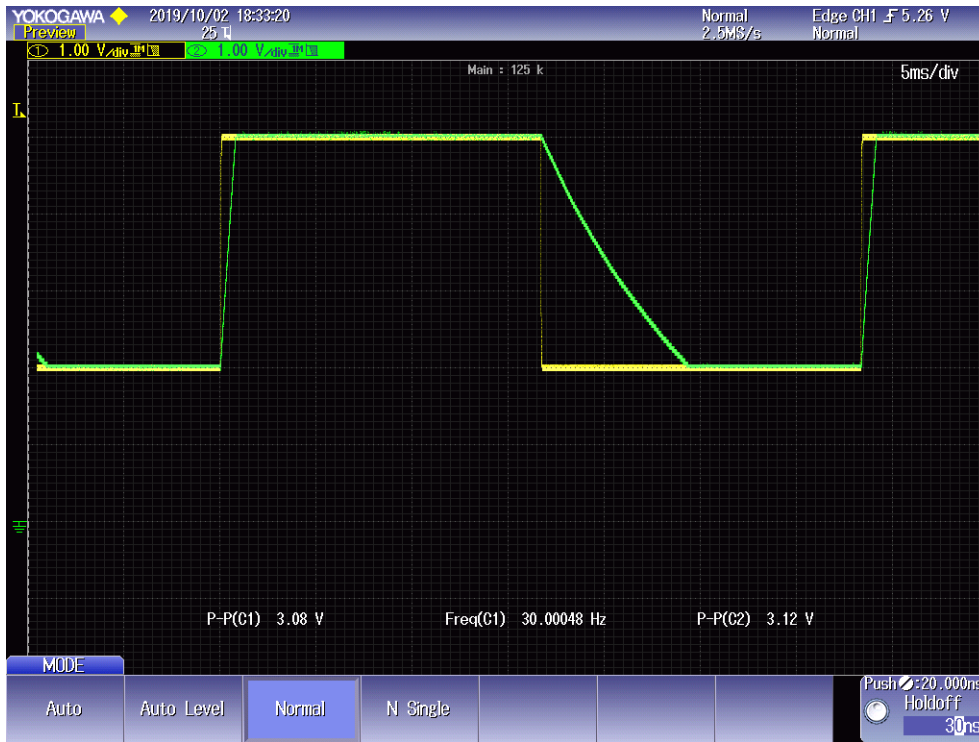 YOKOGAWA 2019/10/02 18:33:20 Normal Edge CH1 5.26 V
Preview 25 2.5MS/s Normal
1 1.00 V/div 1M 2 1.00 V/div 1M
Main : 125 k
5ms/div
P-P(C1) 3.08 V Freq(C1) 30.00048 Hz P-P(C2) 3.12 V
MODE
Auto Auto Level Normal N Single
Push :20.000ns
Holdoff
30ns